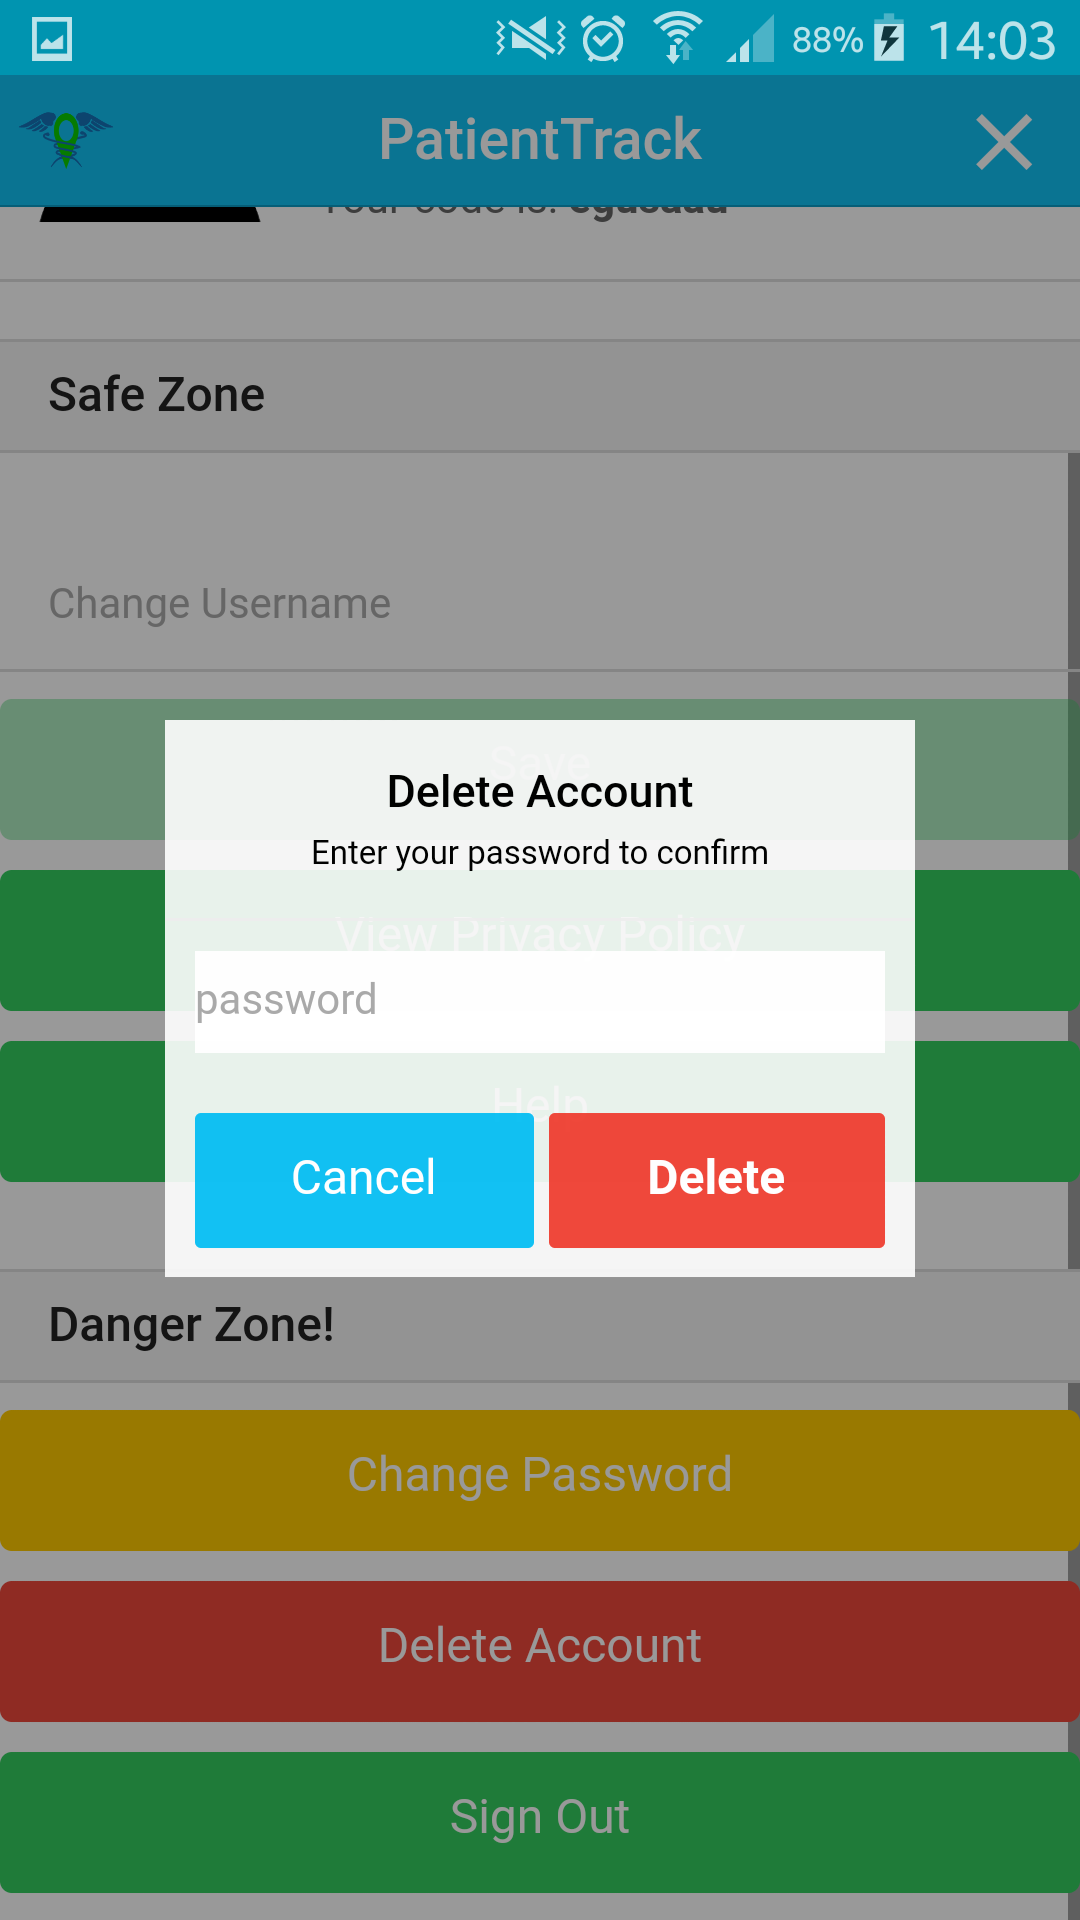 88% 14:03
PatientTrack
Your code is:
Safe Zone
Change Username
Save
Delete Account
Enter your password to confirm
View Privacy Policy
password
Help
Cancel Delete
Danger Zone!
Change Password
Delete Account
Sign Out